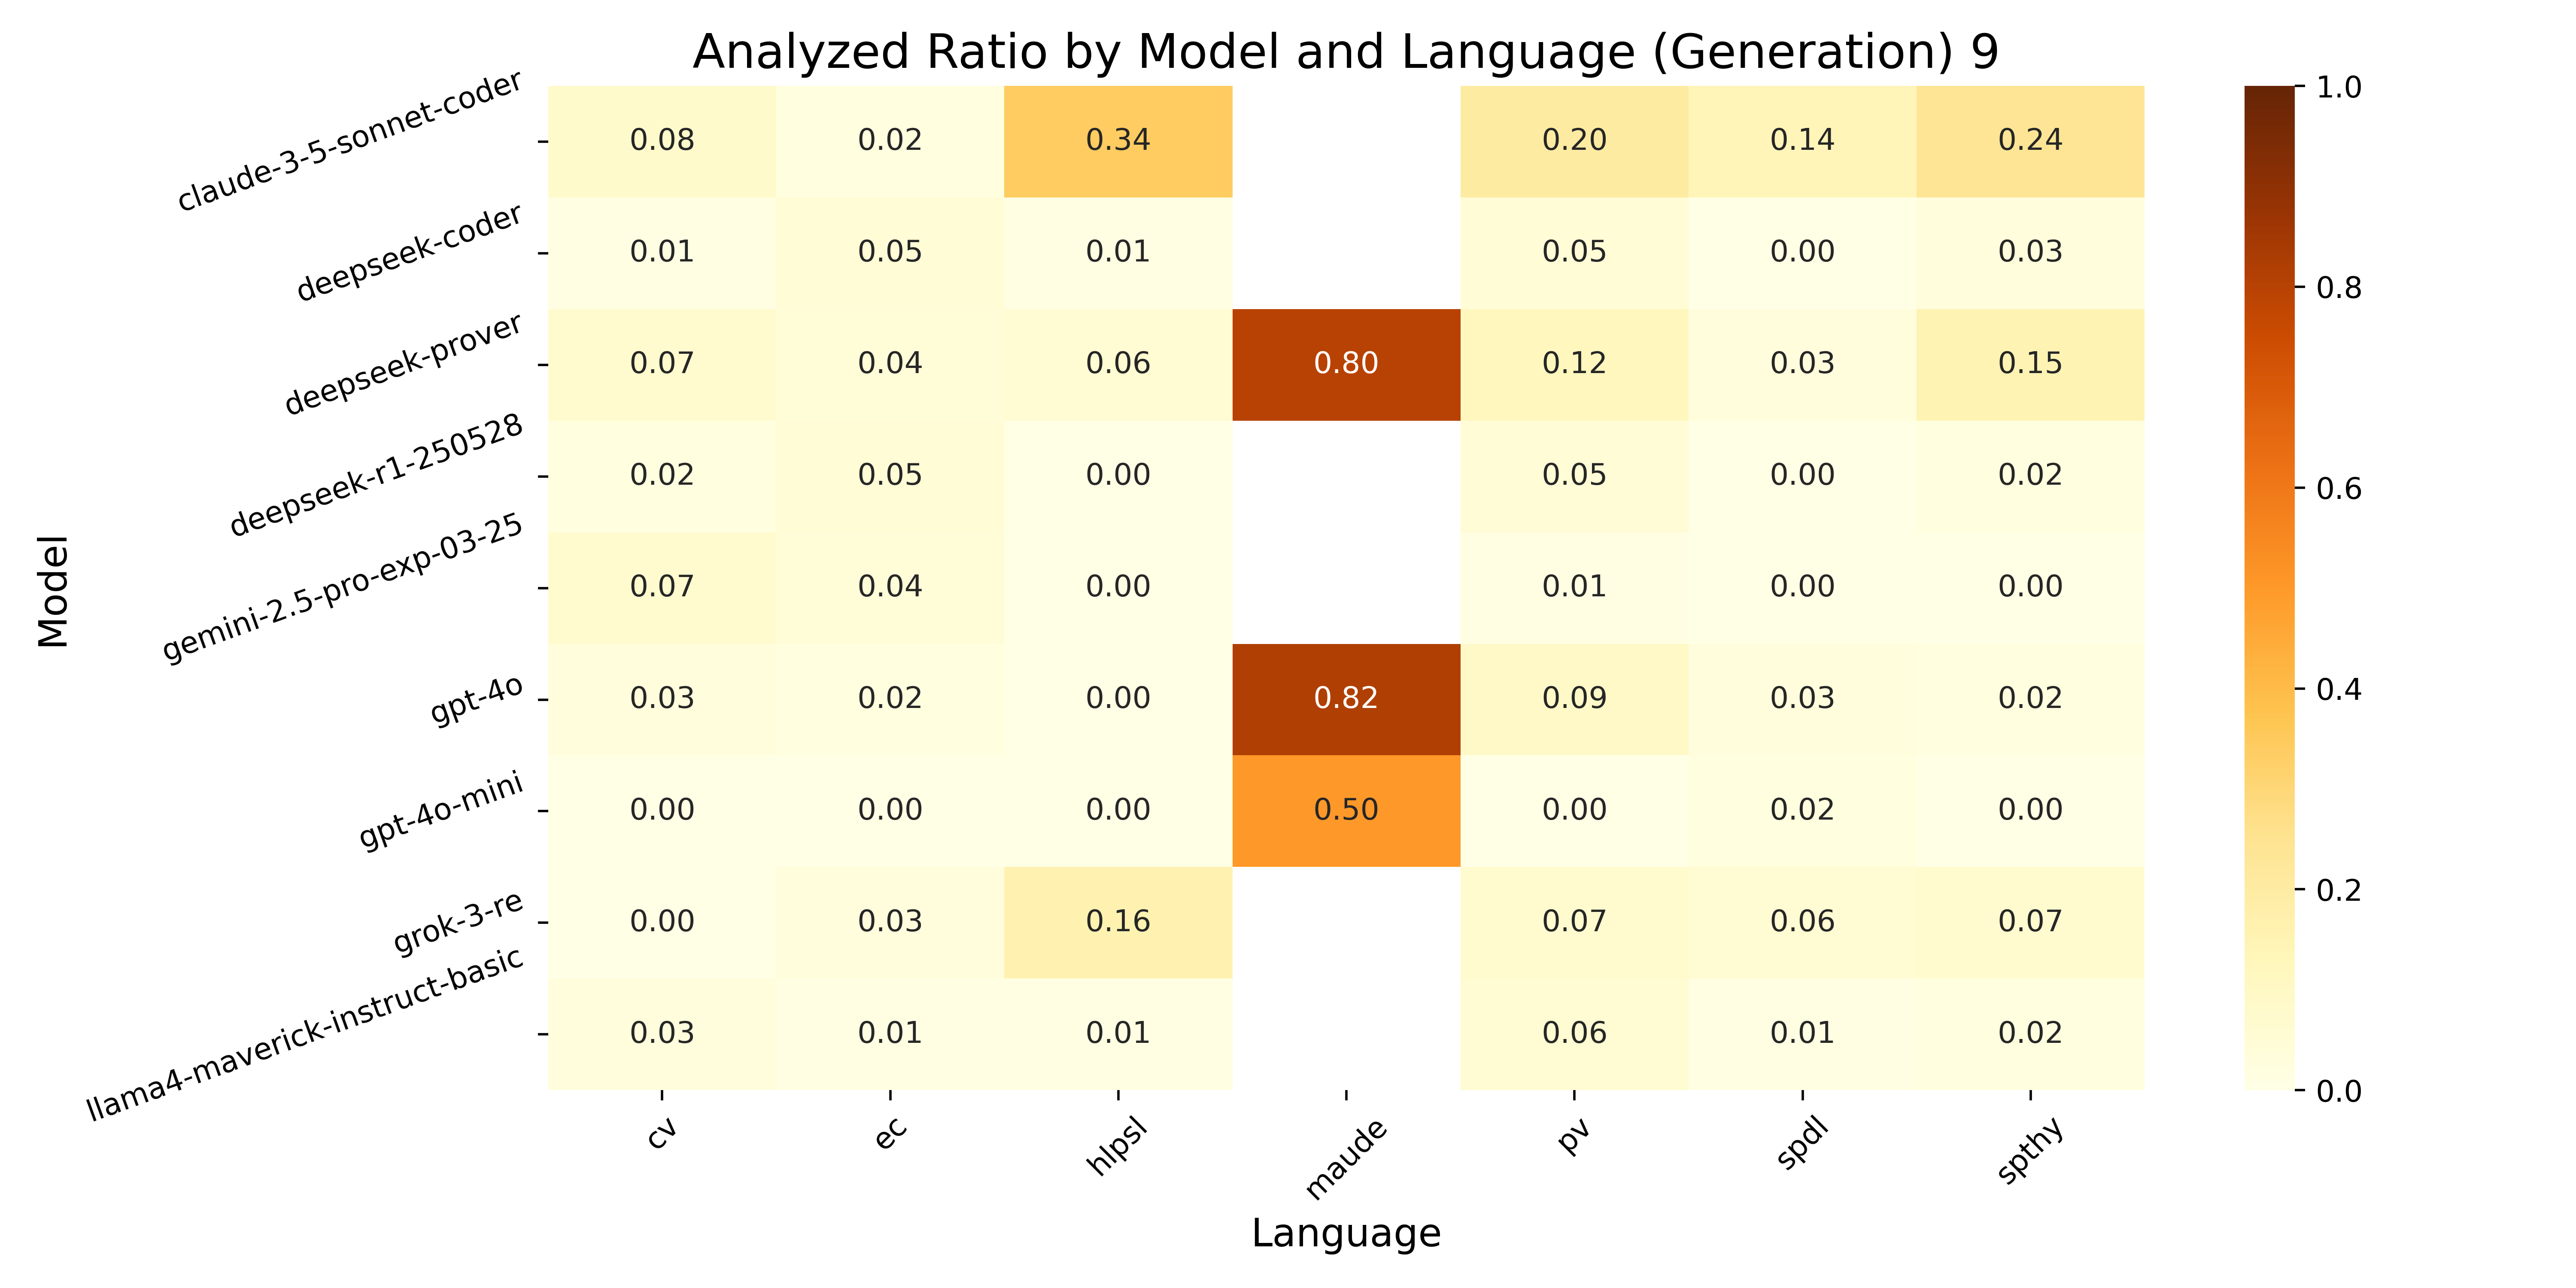 Analyzed Ratio by Model and Language (Generation) 9
claude-3-5-sonnet-coder 0.08 0.02 0.34 0.20 0.14 0.24
deepseek-coder 0.01 0.05 0.01 0.05 0.00 0.03
deepseek-prover 0.07 0.04 0.06 0.80 0.12 0.03 0.15
deepseek-r1-250528 0.02 0.05 0.00 0.05 0.00 0.02
gemini-2.5-pro-exp-03-25 0.07 0.04 0.00 0.01 0.00 0.00
gpt-4o 0.03 0.02 0.00 0.82 0.09 0.03 0.02
gpt-4o-mini 0.00 0.00 0.00 0.50 0.00 0.02 0.00
grok-3-re 0.00 0.03 0.16 0.07 0.06 0.07
llama4-maverick-instruct-basic 0.03 0.01 0.01 0.06 0.01 0.02
Model
cv ec hlpsl maude pv spdl spthy
Language
1.0
0.8
0.6
0.4
0.2
0.0